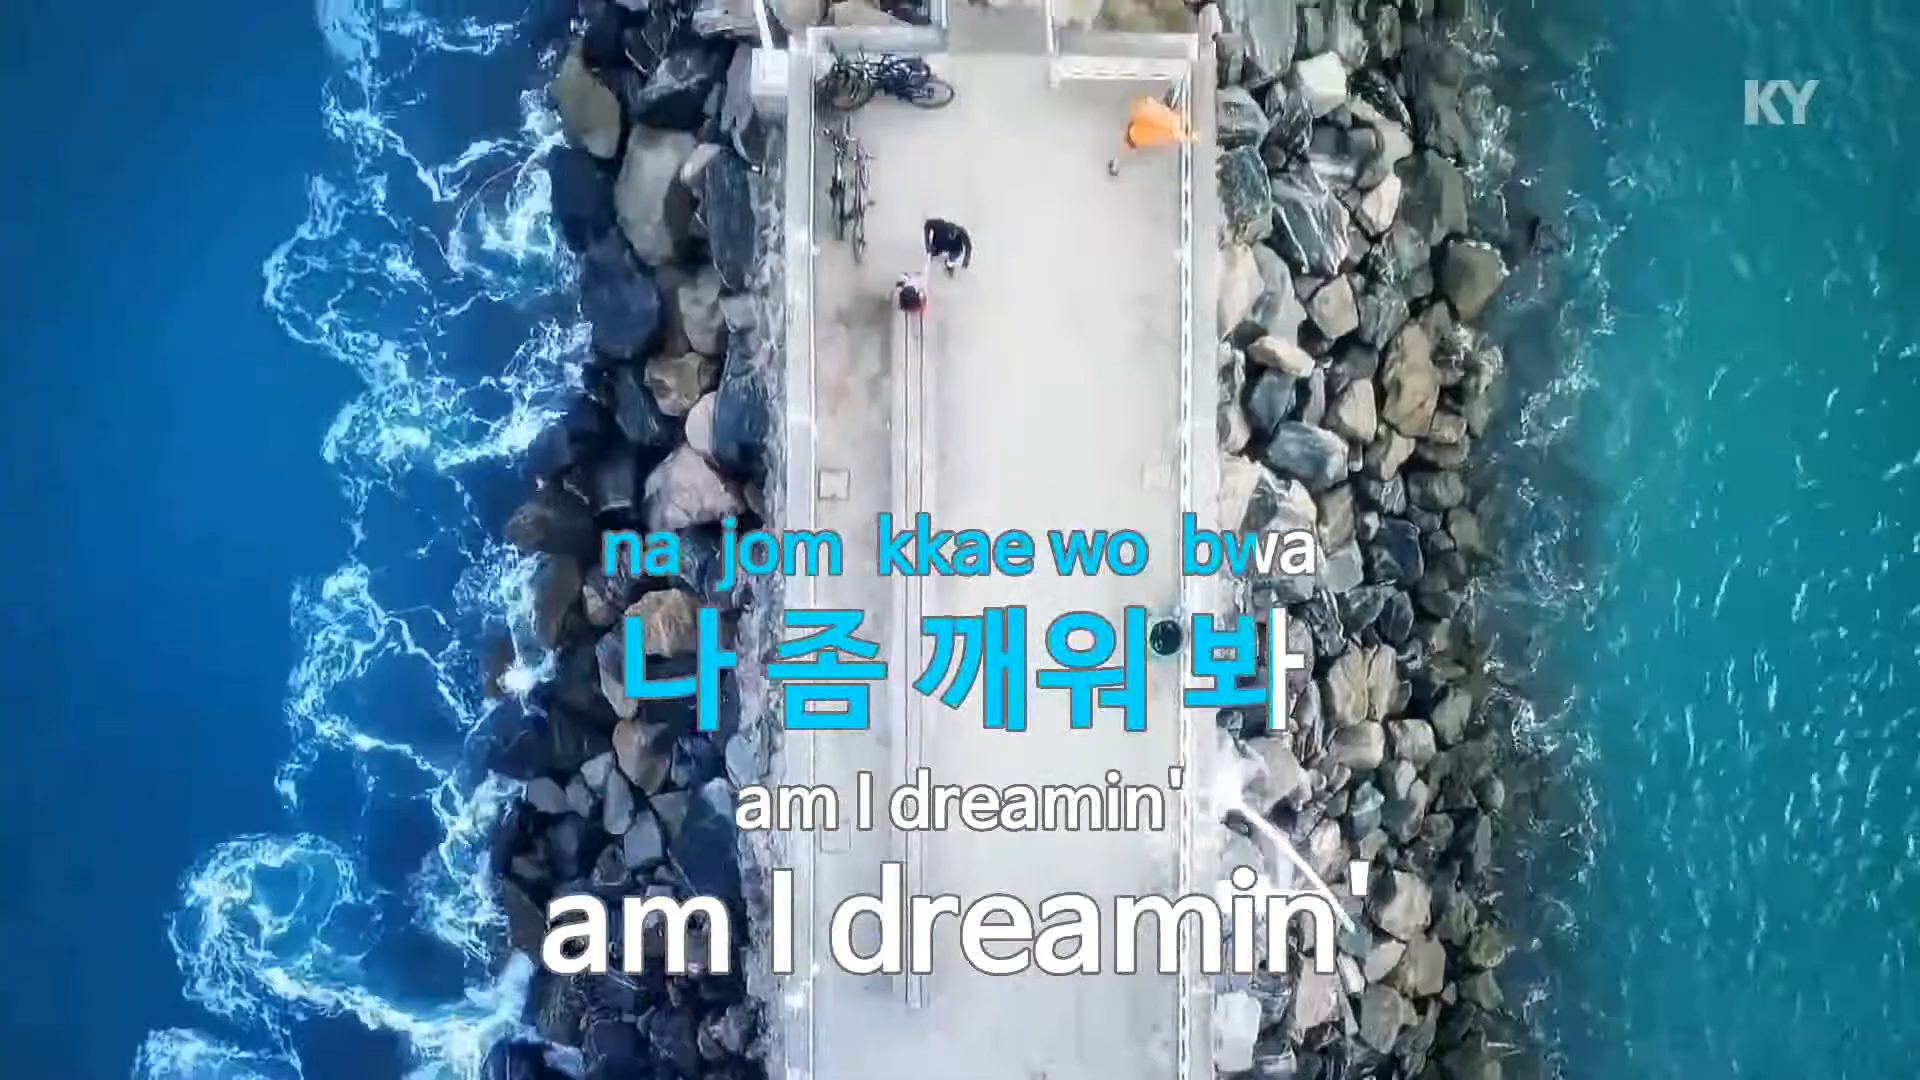 KY
na jom kkae wo bwa
나 좀 깨워 봐
am I dreamin'
am I dreamin'